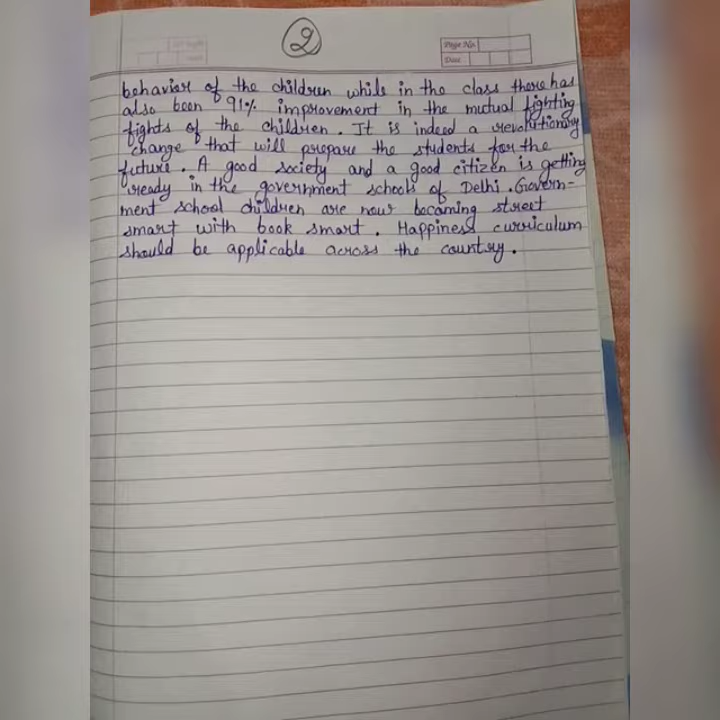 2
Page No.
Date
behavior of the children while in the class there has
also been 91% improvement in the mutual fighting
fights of the children. It is indeed a revolutionary
change that will prepare the students for the
future. A good society and a good citizen is getting
ready in the government schools of Delhi. Govern-
ment school children are now becaming street
smart with book smart. Happiness curriculum
should be applicable across the country.